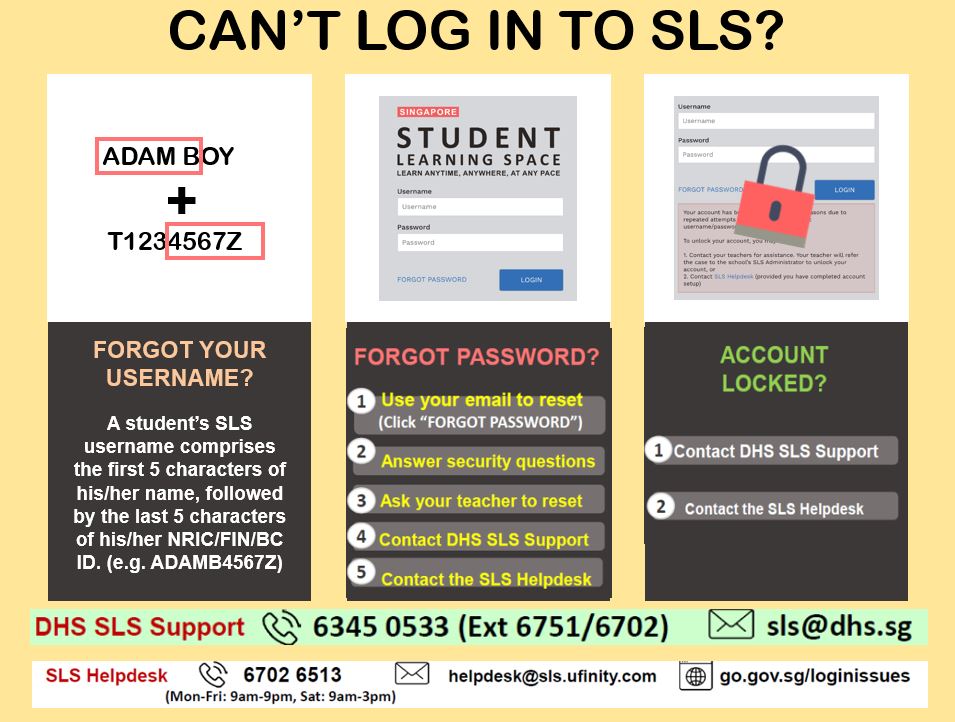 CAN'T LOG IN TO SLS?
ADAM BOY
+
T1234567Z
FORGOT YOUR
USERNAME?
A student's SLS
username comprises
the first 5 characters of
his/her name, followed
by the last 5 characters
of his/her NRIC/FIN/BC
ID. (e.g. ADAMB4567Z)
SINGAPORE
STUDENT
LEARNING SPACE
LEARN ANYTIME, ANYWHERE, AT ANY PACE
Username
Username
Password
Password
FORGOT PASSWORD
LOGIN
FORGOT PASSWORD?
1 Use your email to reset
(Click "FORGOT PASSWORD")
2 Answer security questions
3 Ask your teacher to reset
4 Contact DHS SLS Support
5 Contact the SLS Helpdesk
Username
Username
Password
Password
FORGOT PASSWORD
LOGIN
Your account has due to
repeated attempts
To unlock your account, you
1. Contact your teachers for assistance. Your teacher will refer
the case to the school's SLS Administrator to unlock your
account, or
2. Contact SLS Helpdesk (provided you have completed account
setup)
ACCOUNT
LOCKED?
1 Contact DHS SLS Support
2 Contact the SLS Helpdesk
DHS SLS Support 6345 0533 (Ext 6751/6702) sls@dhs.sg
SLS Helpdesk 6702 6513 helpdesk@sls.ufinity.com go.gov.sg/loginissues
(Mon-Fri: 9am-9pm, Sat: 9am-3pm)